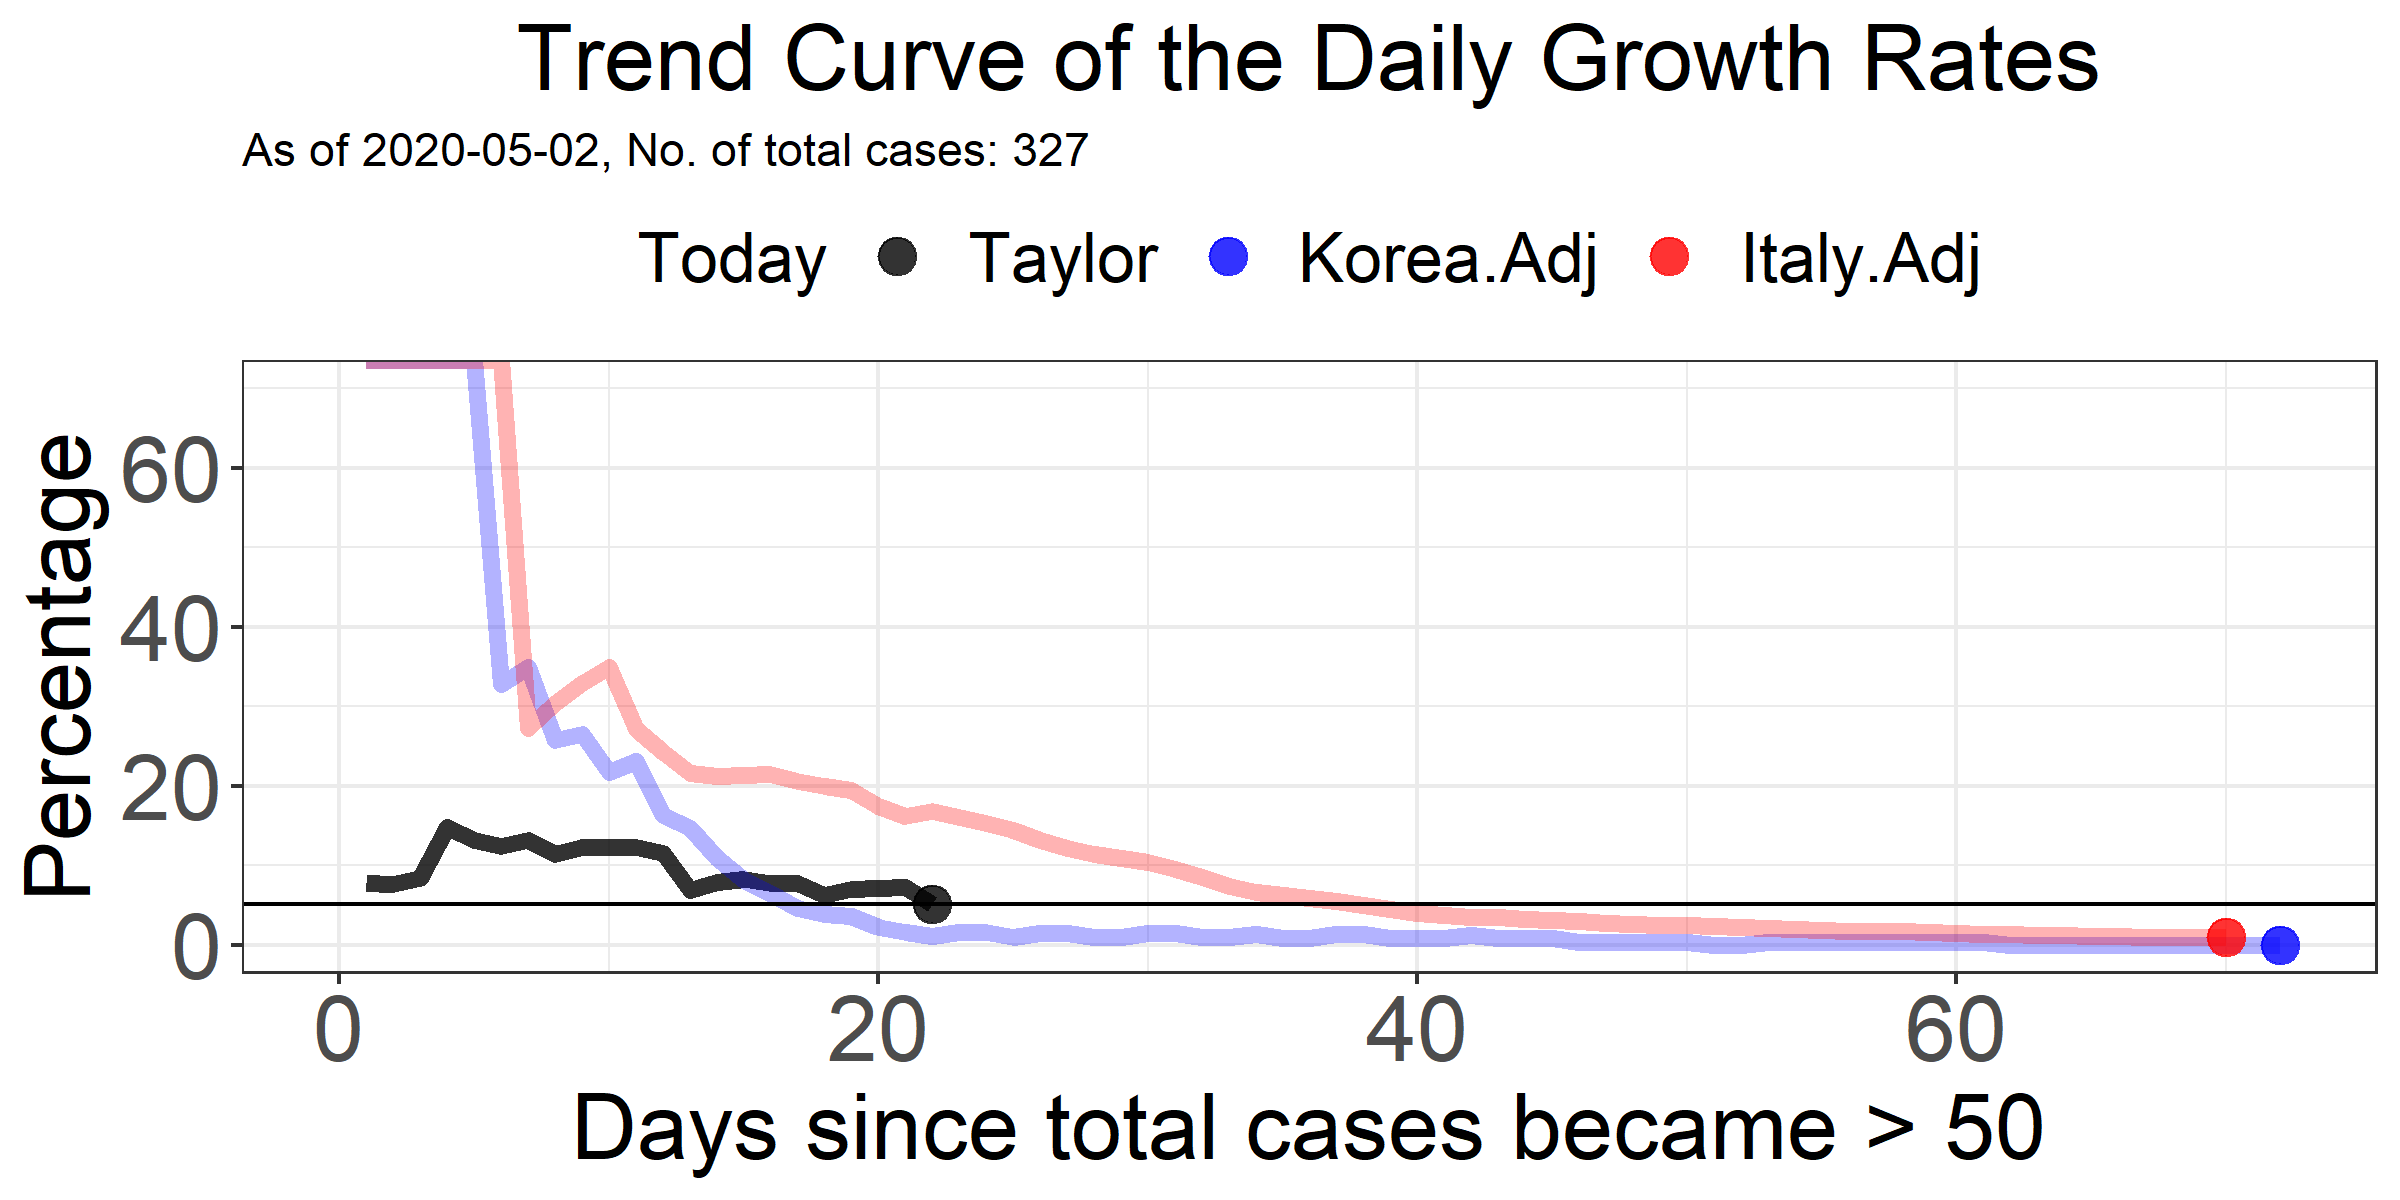 Trend Curve of the Daily Growth Rates
As of 2020-05-02, No. of total cases: 327
Today Taylor Korea.Adj Italy.Adj
Percentage
60
40
20
0
0 20 40 60
Days since total cases became > 50